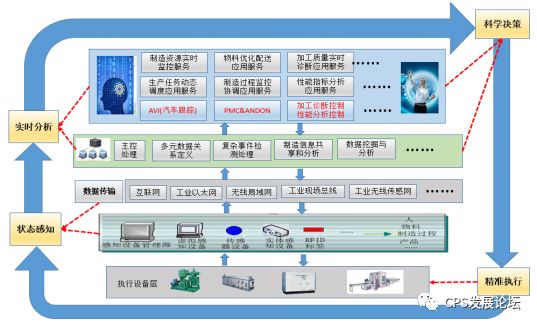 科学决策
制造资源实时
监控服务
物料优化配送
应用服务
加工质量实时
诊断应用服务
生产任务动态
调度应用服务
制造过程监控
协调应用服务
性能指标分析
应用服务
AVI(汽车跟踪)
PMC&ANDON
加工诊断控制
性能分析控制
实时分析
主控
处理
多元数据关
系定义
复杂事件检
测处理
制造信息共
享和分析
数据挖掘与
分析
数据传输
互联网
工业以太网
无线局域网
工业现场总线
工业无线传感网
状态感知
感知设备管理源
虚拟感
知设备
传感
器设备
实体感
知设备
RFID
标签
人
物料
制造过程
产品
执行设备层
精准执行
CPS发展论坛